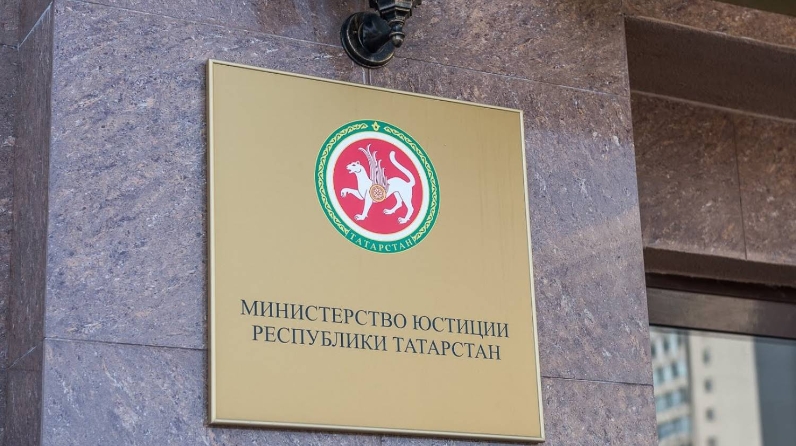 ТАТАРСТАН
МИНИСТЕРСТВО ЮСТИЦИИ
РЕСПУБЛИКИ ТАТАРСТАН